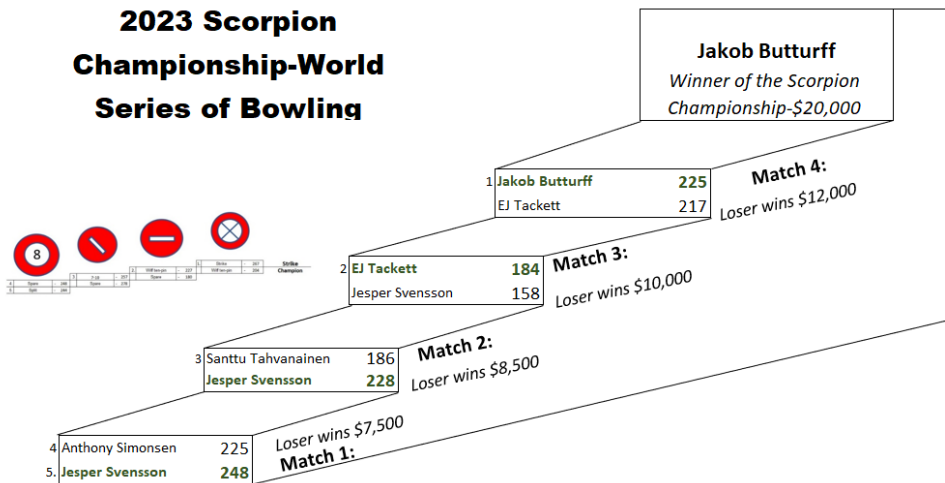 2023 Scorpion
Championship-World
Series of Bowling
Jakob Butturff
Winner of the Scorpion
Championship-$20,000
1 Jakob Butturff 225
EJ Tackett 217
Match 4:
Loser wins $12,000
2 EJ Tackett 184
Jesper Svensson 158
Match 3:
Loser wins $10,000
3 Santtu Tahvanainen 186
Jesper Svensson 228
Match 2:
Loser wins $8,500
4 Anthony Simonsen 225
5. Jesper Svensson 248
Loser wins $7,500
Match 1:
8
Strike
Champion